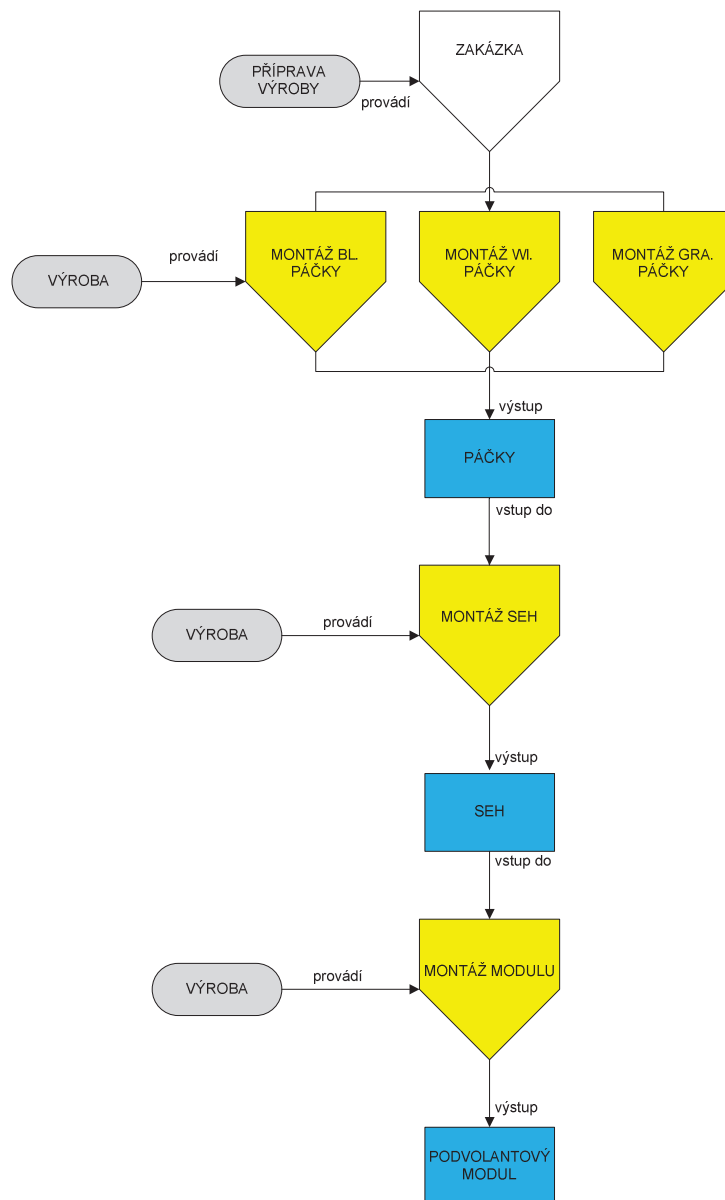 ZAKÁZKA
PŘÍPRAVA
VÝROBY
provádí
MONTÁŽ BL.
PÁČKY
MONTÁŽ WI.
PÁČKY
MONTÁŽ GRA.
PÁČKY
provádí
VÝROBA
výstup
PÁČKY
vstup do
MONTÁŽ SEH
provádí
VÝROBA
výstup
SEH
vstup do
MONTÁŽ MODULU
provádí
VÝROBA
výstup
PODVOLANTOVÝ
MODUL